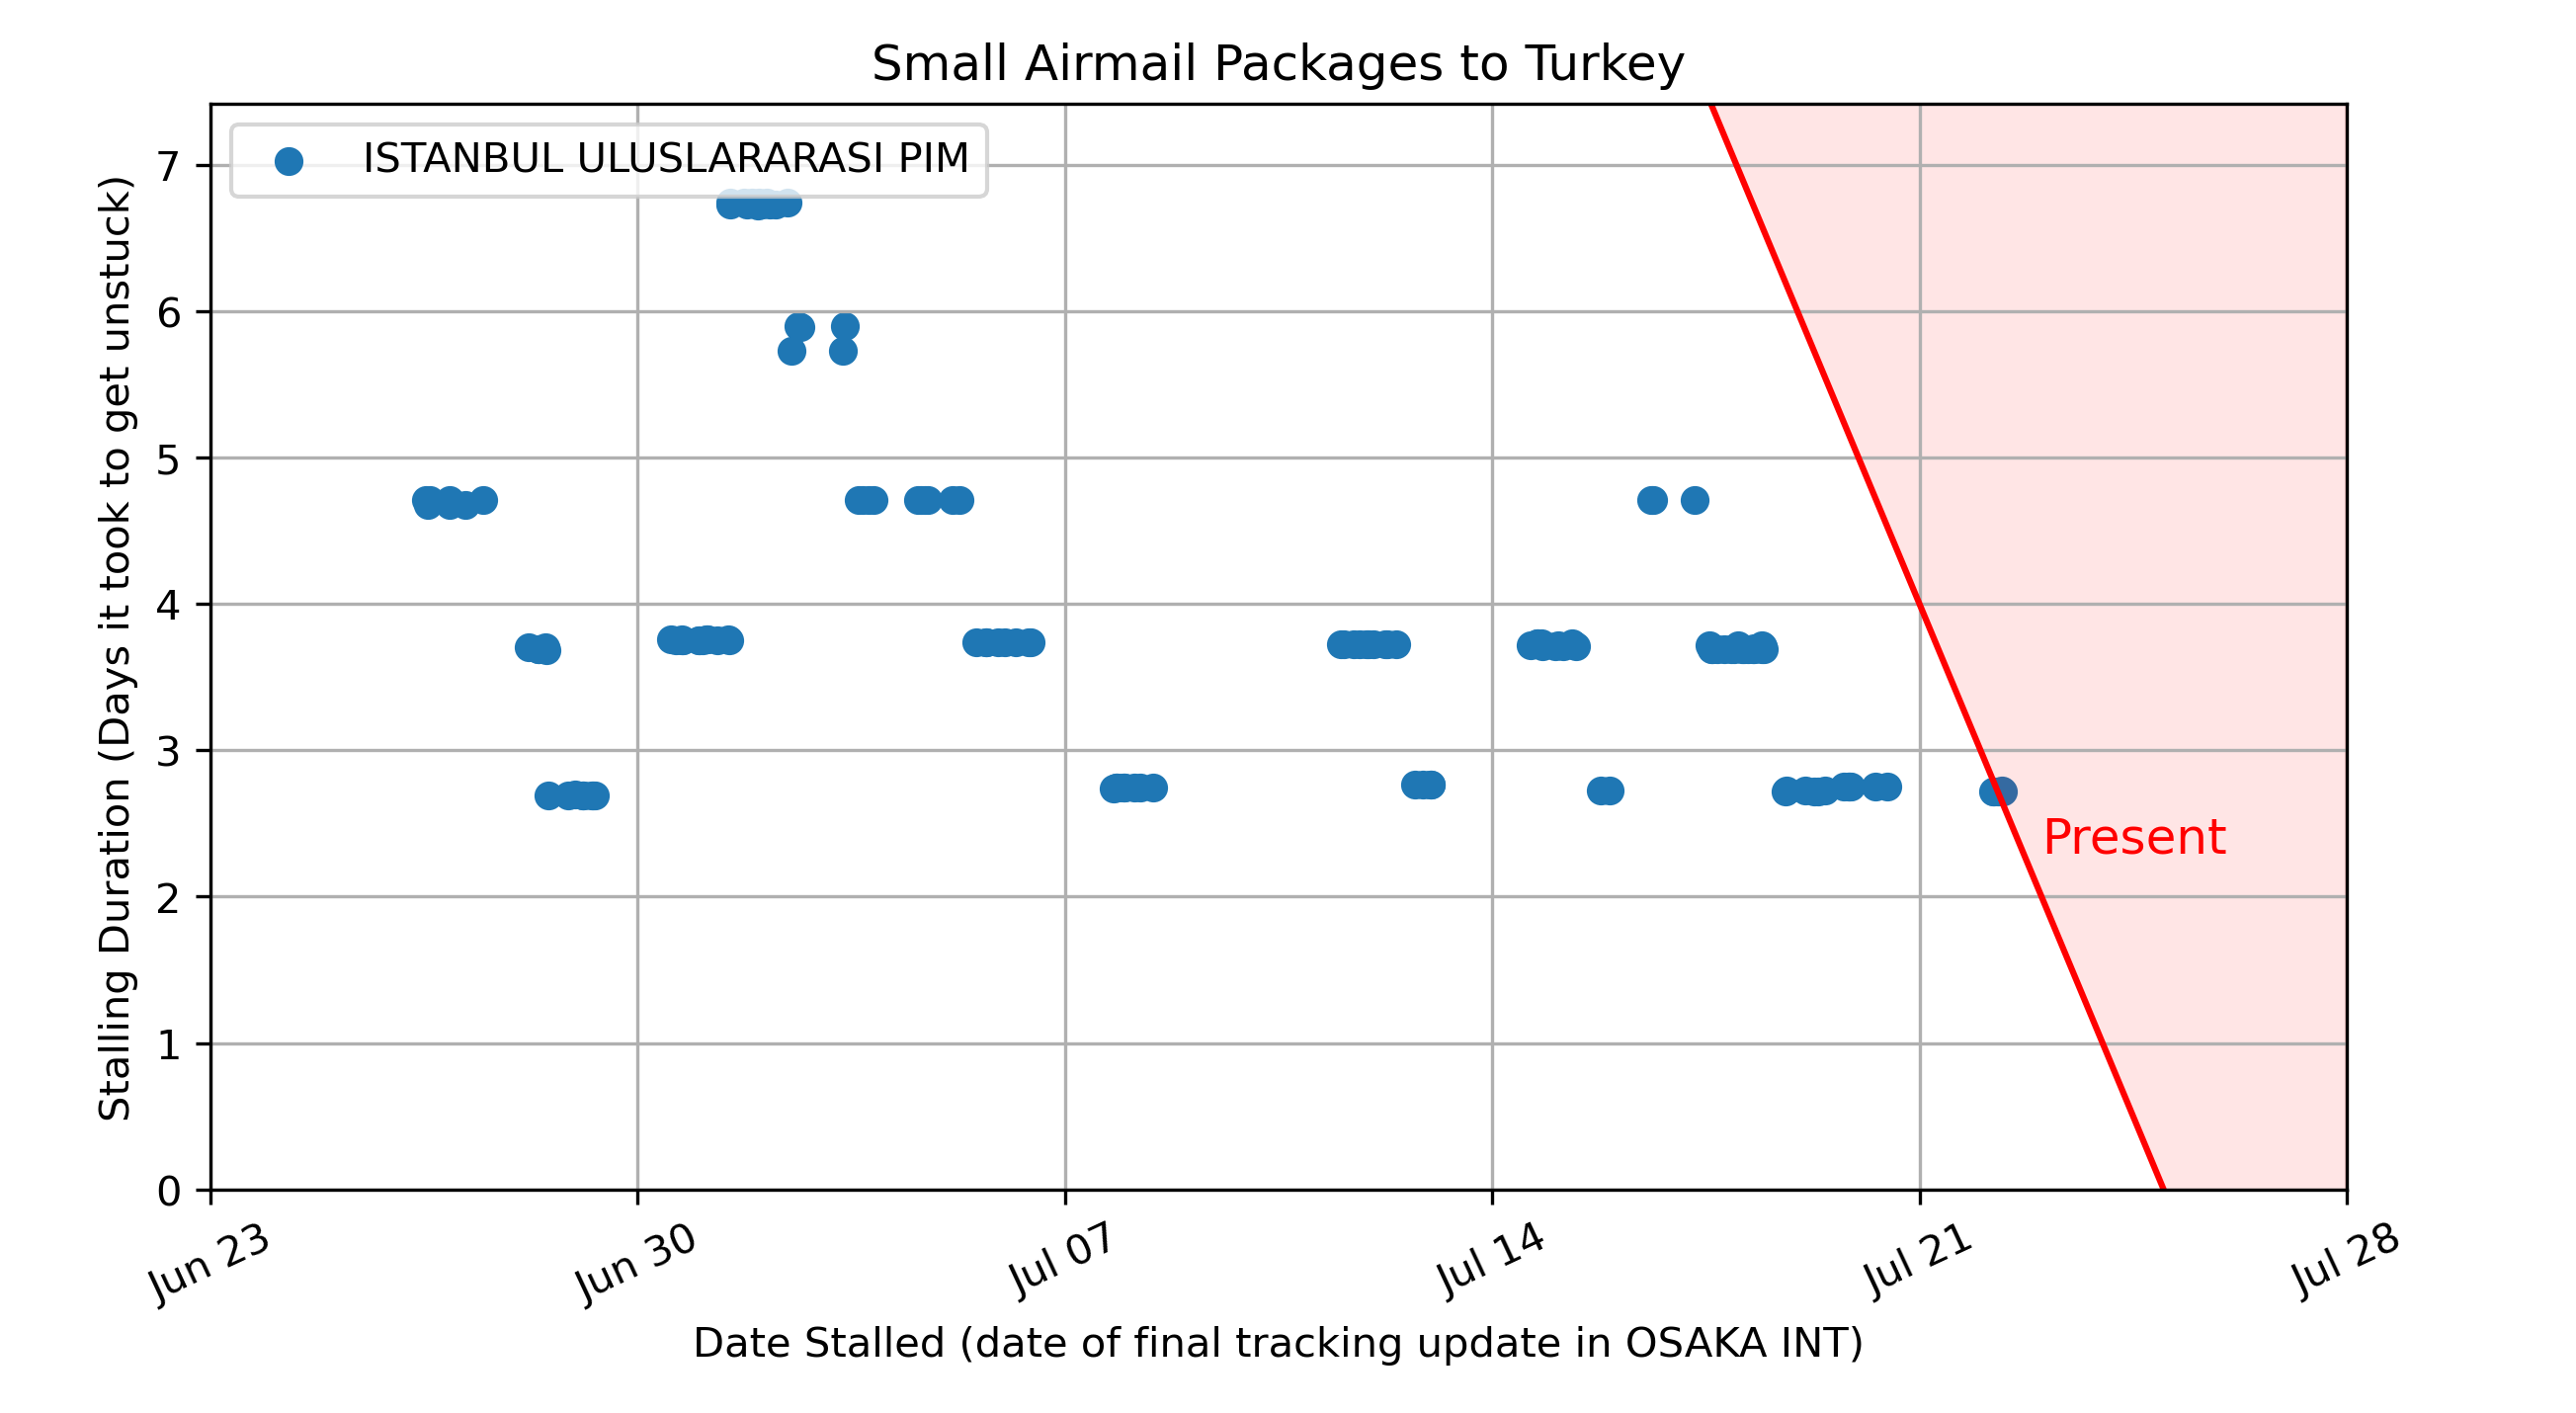 Small Airmail Packages to Turkey
ISTANBUL ULUSLARARASI PIM
Stalling Duration (Days it took to get unstuck)
7
6
5
4
3
2
1
0
Present
Jun 23
Jun 30
Jul 07
Jul 14
Jul 21
Jul 28
Date Stalled (date of final tracking update in OSAKA INT)